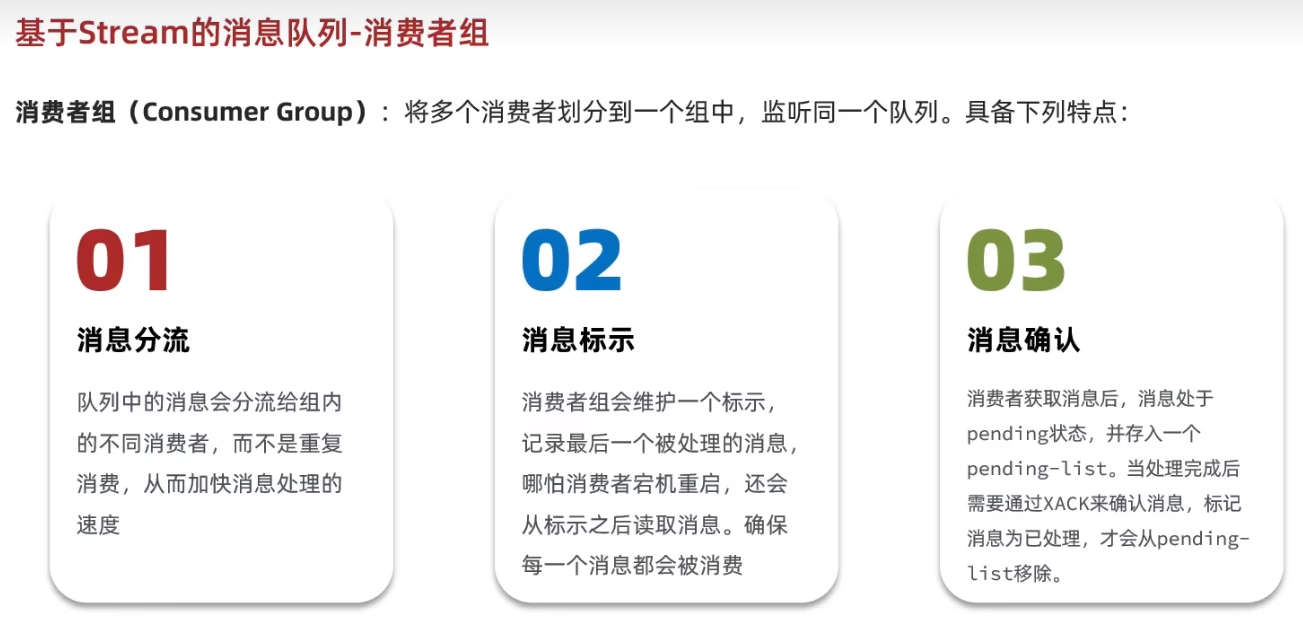 基于Stream的消息队列-消费者组
消费者组（Consumer Group）：将多个消费者划分到一个组中，监听同一个队列。具备下列特点：
01
消息分流
队列中的消息会分流给组内
的不同消费者，而不是重复
消费，从而加快消息处理的
速度
02
消息标示
消费者组会维护一个标示，
记录最后一个被处理的消息，
哪怕消费者宕机重启，还会
从标示之后读取消息。确保
每一个消息都会被消费
03
消息确认
消费者获取消息后，消息处于
pending状态，并存入一个
pending-list。当处理完成后
需要通过XACK来确认消息，标记
消息为已处理，才会从pending-
list移除。